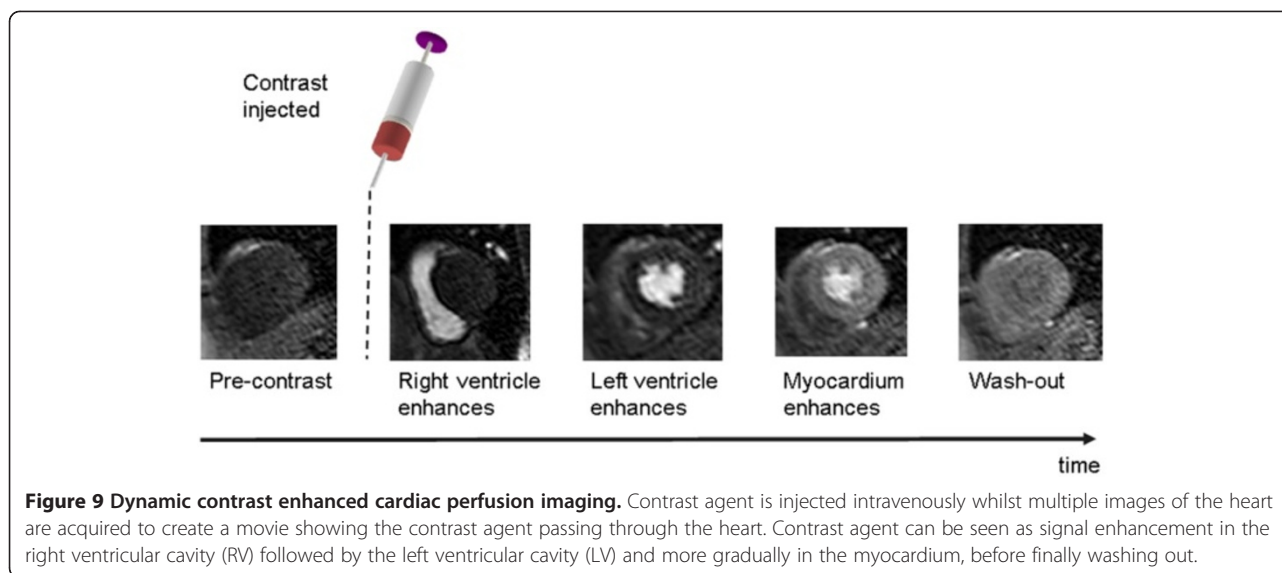 Contrast
injected
Pre-contrast
Right ventricle
enhances
Left ventricle
enhances
Myocardium
enhances
Wash-out
time
Figure 9 Dynamic contrast enhanced cardiac perfusion imaging. Contrast agent is injected intravenously whilst multiple images of the heart
are acquired to create a movie showing the contrast agent passing through the heart. Contrast agent can be seen as signal enhancement in the
right ventricular cavity (RV) followed by the left ventricular cavity (LV) and more gradually in the myocardium, before finally washing out.